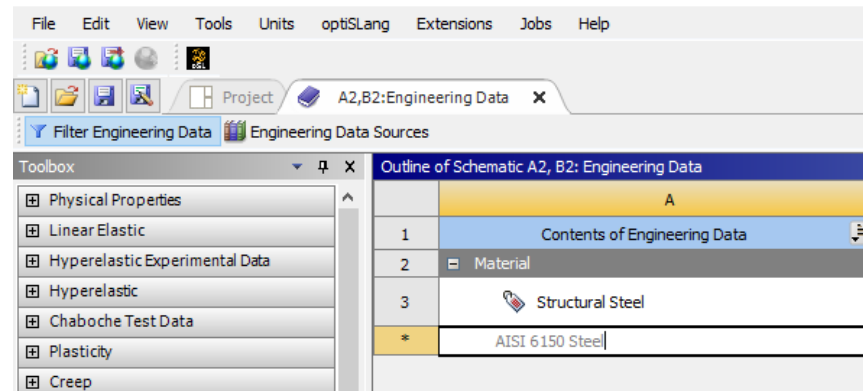 File Edit View Tools Units optiSLang Extensions Jobs Help
Project A2,B2:Engineering Data
Filter Engineering Data Engineering Data Sources
Toolbox
Physical Properties
Linear Elastic
Hyperelastic Experimental Data
Hyperelastic
Chaboche Test Data
Plasticity
Creep
Outline of Schematic A2, B2: Engineering Data
A
1 Contents of Engineering Data
2 Material
3 Structural Steel
* AISI 6150 Steel